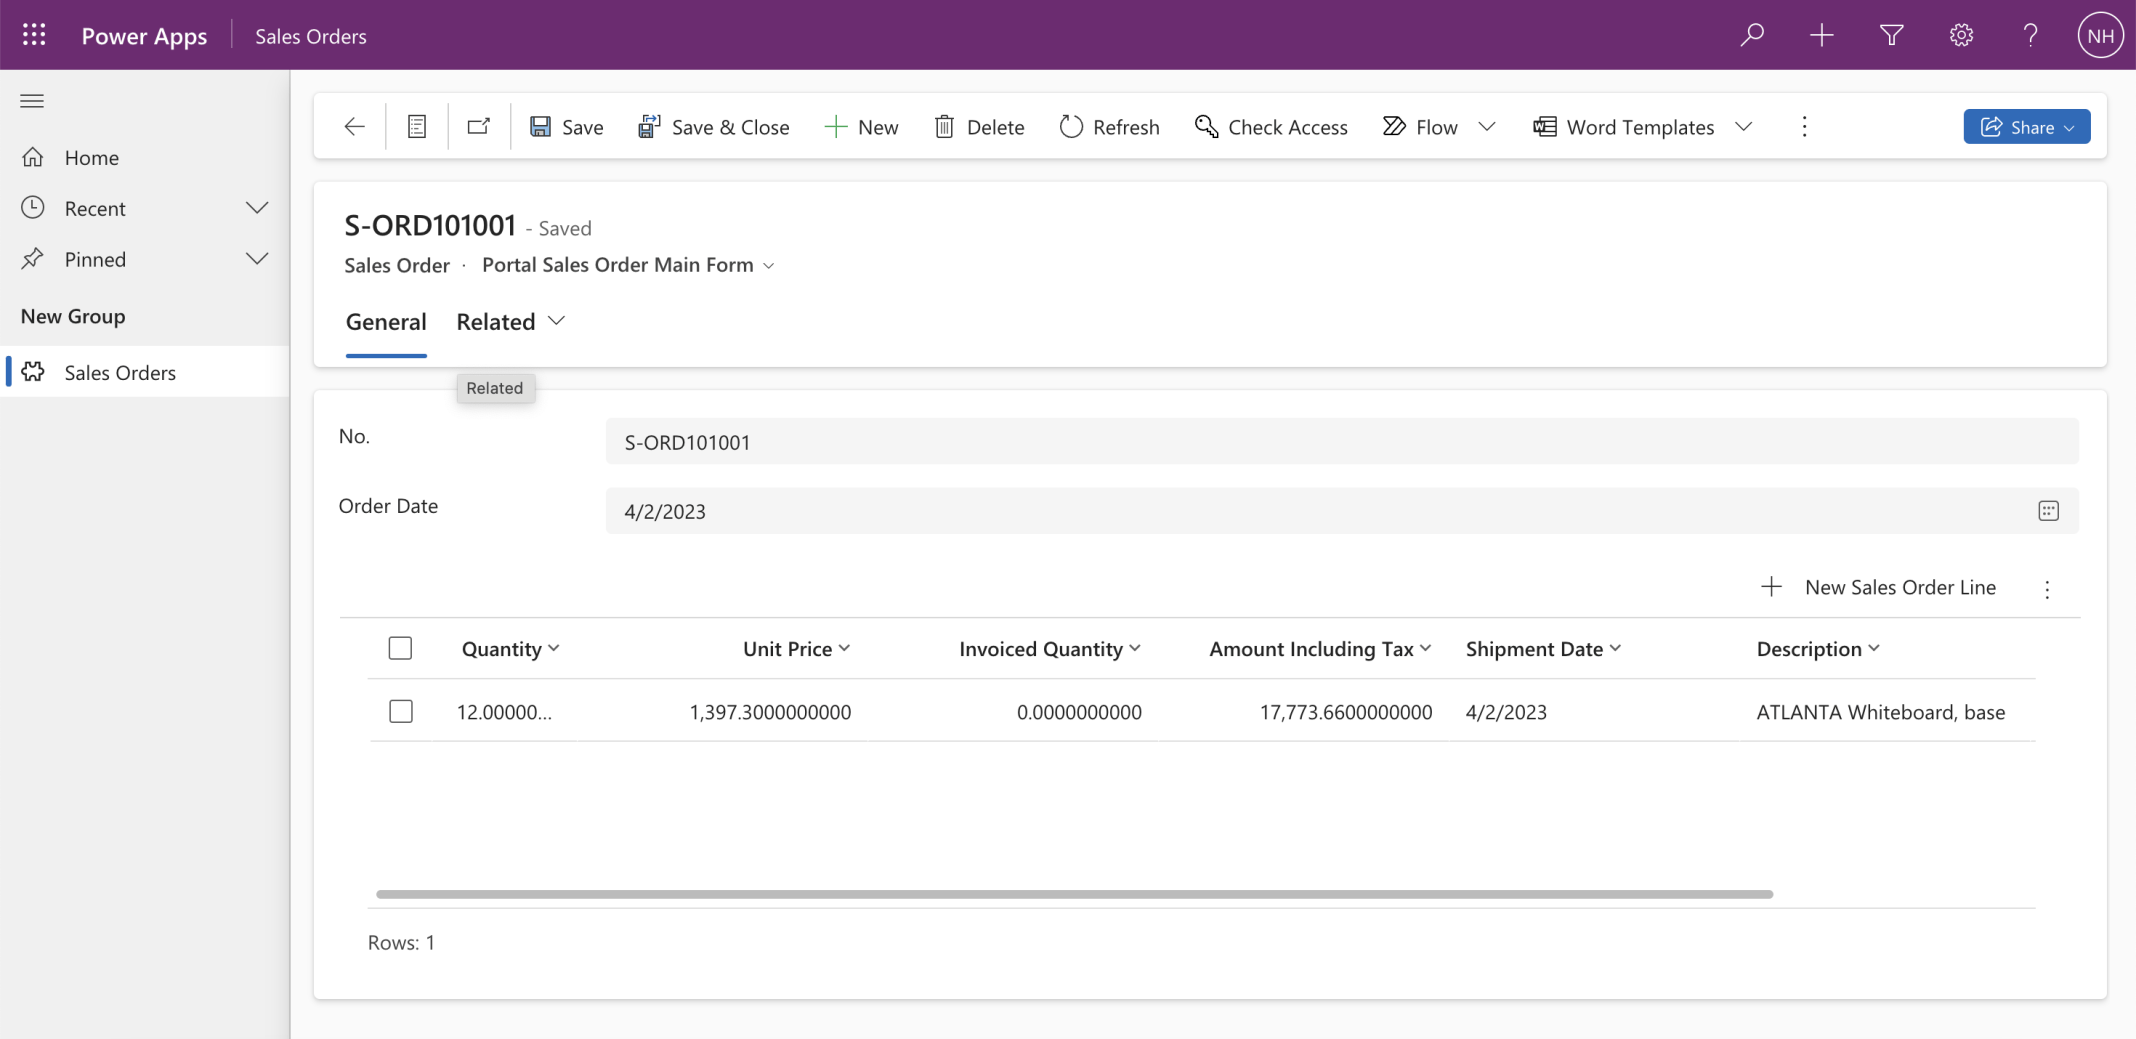 Power Apps
Sales Orders
NH
Home
Recent
Pinned
New Group
Sales Orders
Save
Save & Close
New
Delete
Refresh
Check Access
Flow
Word Templates
Share
S-ORD101001 - Saved
Sales Order · Portal Sales Order Main Form
General
Related
Related
No.
S-ORD101001
Order Date
4/2/2023
New Sales Order Line
Quantity Unit Price Invoiced Quantity Amount Including Tax Shipment Date Description
12.00000... 1,397.3000000000 0.0000000000 17,773.6600000000 4/2/2023 ATLANTA Whiteboard, base
Rows: 1